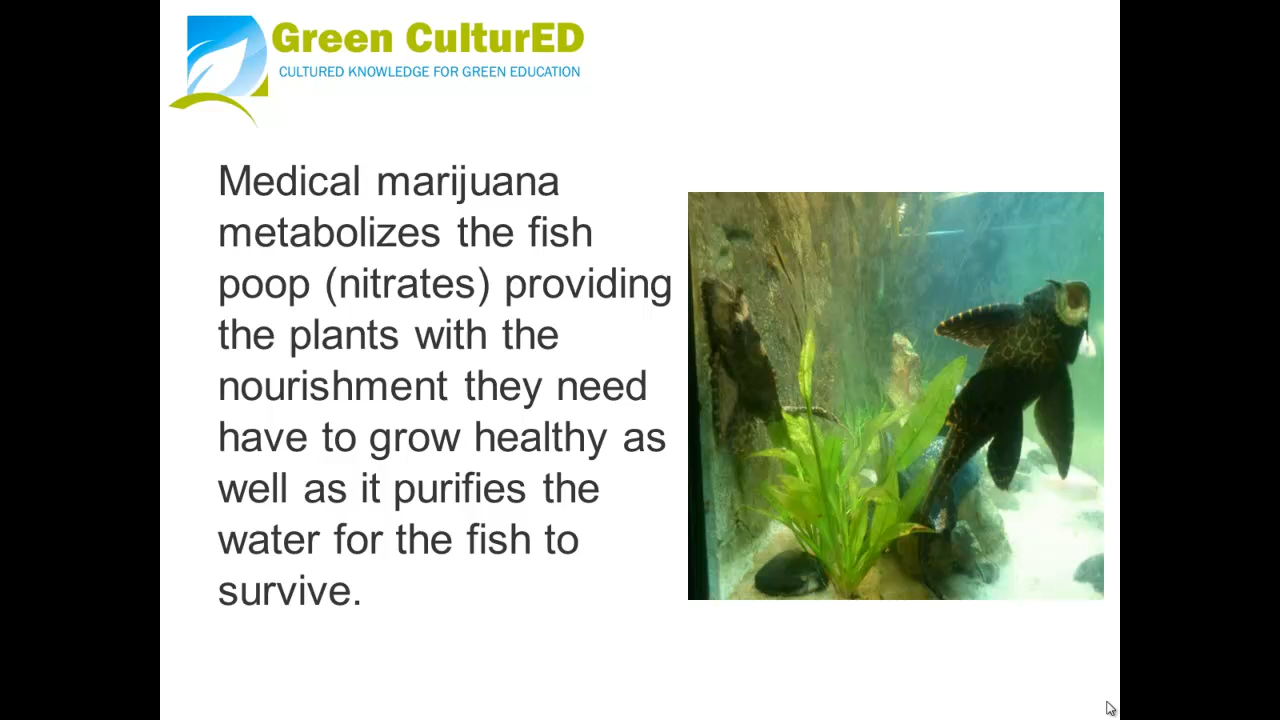 Green CulturED
CULTURED KNOWLEDGE FOR GREEN EDUCATION
Medical marijuana
metabolizes the fish
poop (nitrates) providing
the plants with the
nourishment they need
have to grow healthy as
well as it purifies the
water for the fish to
survive.